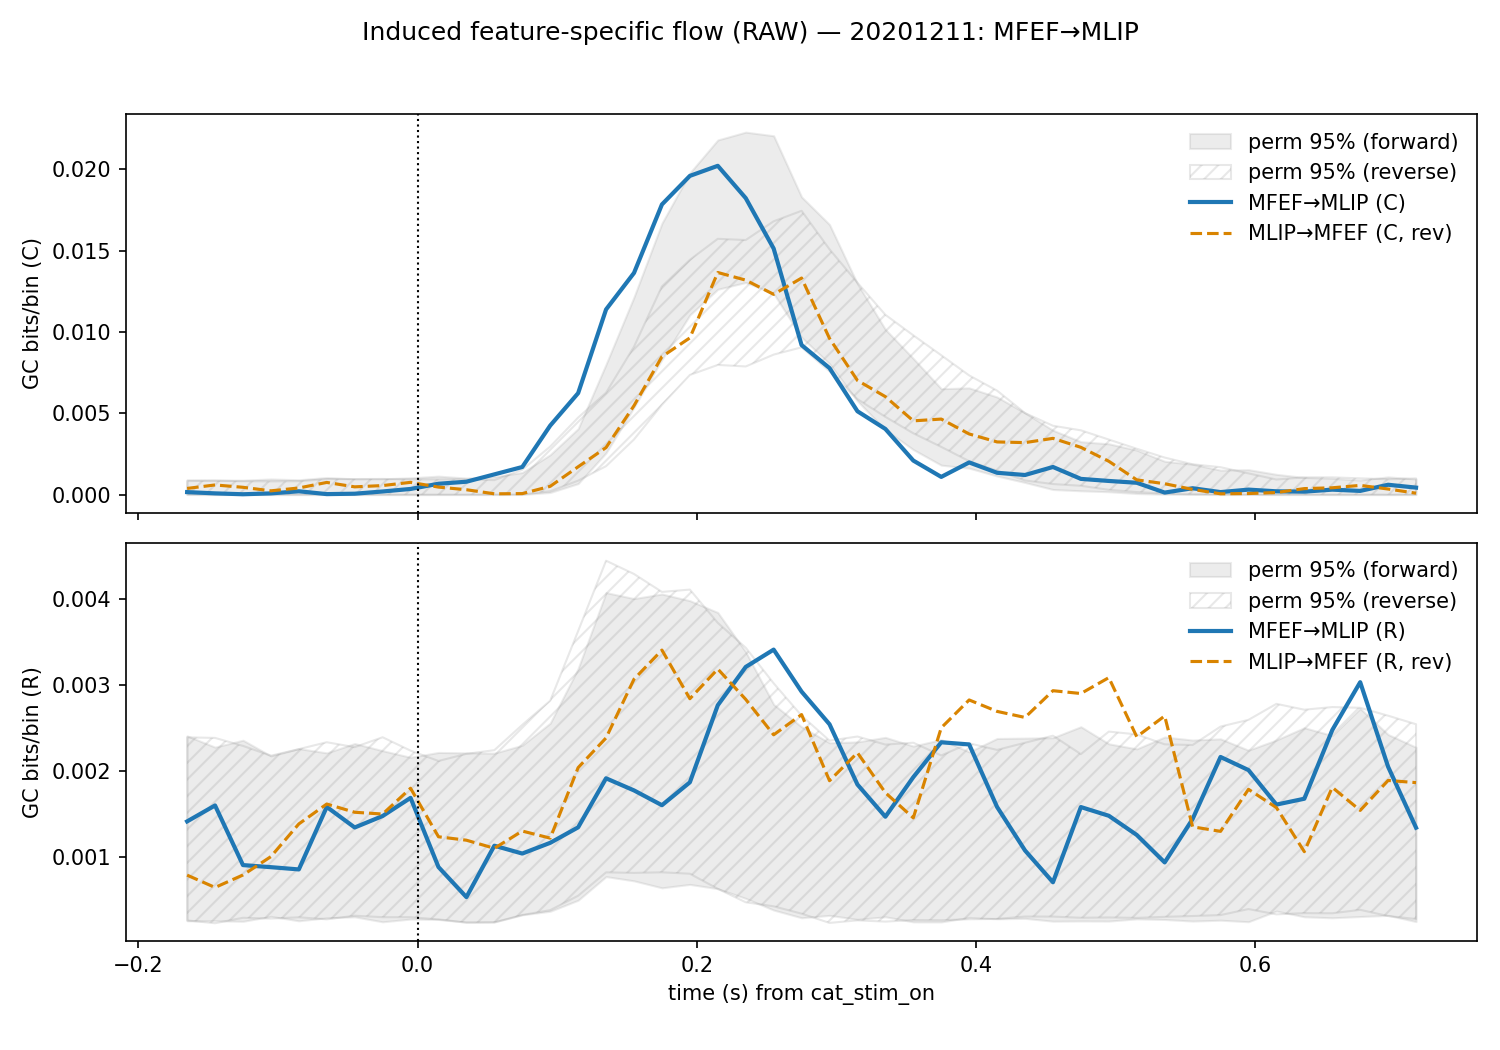 Induced feature-specific flow (RAW) — 20201211: MFEF→MLIP
GC bits/bin (C)
0.020
0.015
0.010
0.005
0.000
perm 95% (forward)
perm 95% (reverse)
MFEF→MLIP (C)
MLIP→MFEF (C, rev)
GC bits/bin (R)
0.004
0.003
0.002
0.001
perm 95% (forward)
perm 95% (reverse)
MFEF→MLIP (R)
MLIP→MFEF (R, rev)
−0.2 0.0 0.2 0.4 0.6
time (s) from cat_stim_on